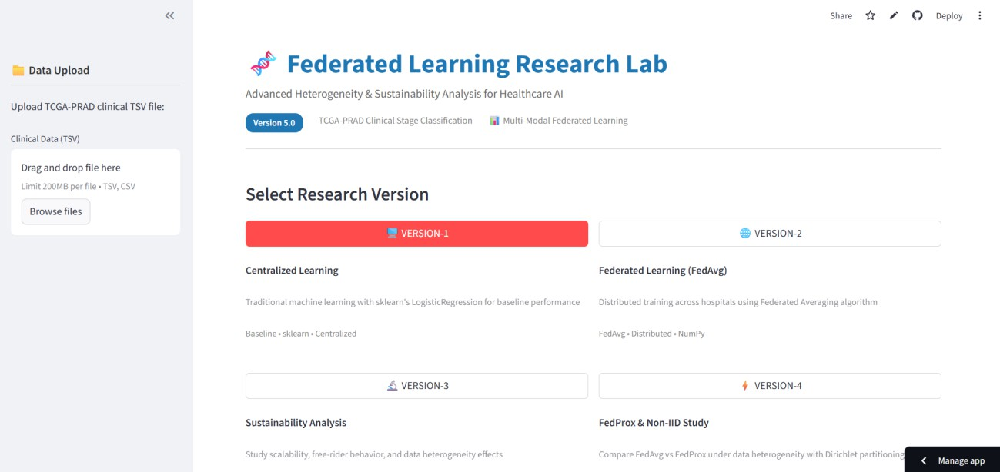 Share
Deploy
Data Upload
Upload TCGA-PRAD clinical TSV file:
Clinical Data (TSV)
Drag and drop file here
Limit 200MB per file • TSV, CSV
Browse files
Federated Learning Research Lab
Advanced Heterogeneity & Sustainability Analysis for Healthcare AI
Version 5.0
TCGA-PRAD Clinical Stage Classification
Multi-Modal Federated Learning
Select Research Version
VERSION-1
VERSION-2
Centralized Learning
Federated Learning (FedAvg)
Traditional machine learning with sklearn's LogisticRegression for baseline performance
Distributed training across hospitals using Federated Averaging algorithm
Baseline • sklearn • Centralized
FedAvg • Distributed • NumPy
VERSION-3
VERSION-4
Sustainability Analysis
FedProx & Non-IID Study
Study scalability, free-rider behavior, and data heterogeneity effects
Compare FedAvg vs FedProx under data heterogeneity with Dirichlet partitioning
Manage app